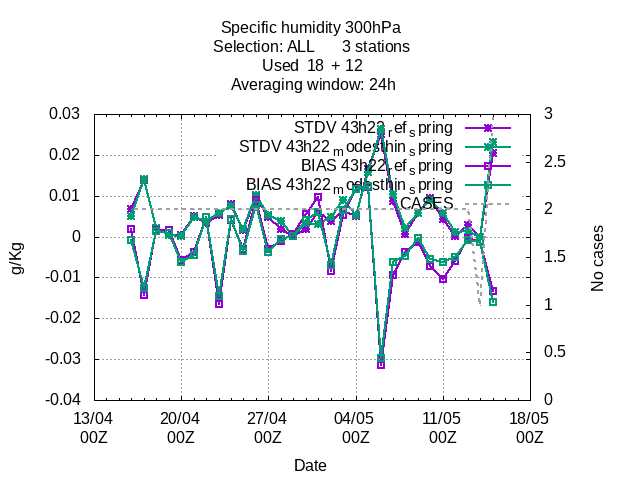 Specific humidity 300hPa
Selection: ALL 3 stations
Used 18 + 12
Averaging window: 24h
STDV 43h22_ref_spring
STDV 43h22_modesthin_spring
BIAS 43h22_ref_spring
BIAS 43h22_modesthin_spring
CASES
0.03
0.02
0.01
0
-0.01
-0.02
-0.03
-0.04
g/Kg
3
2.5
2
1.5
1
0.5
0
No cases
13/04 20/04 27/04 04/05 11/05 18/05
00Z 00Z 00Z 00Z 00Z 00Z
Date